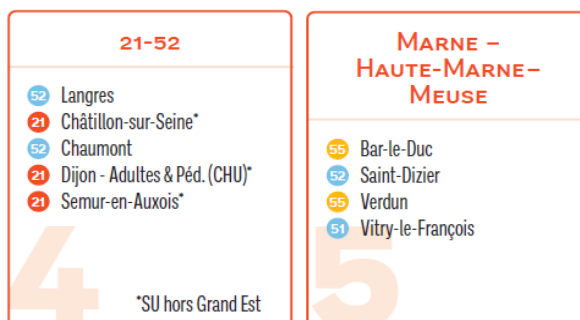 21-52
52 Langres
21 Châtillon-sur-Seine*
52 Chaumont
21 Dijon - Adultes & Péd. (CHU)*
21 Semur-en-Auxois*
4
*SU hors Grand Est
MARNE –
HAUTE-MARNE–
MEUSE
55 Bar-le-Duc
52 Saint-Dizier
55 Verdun
51 Vitry-le-François
5